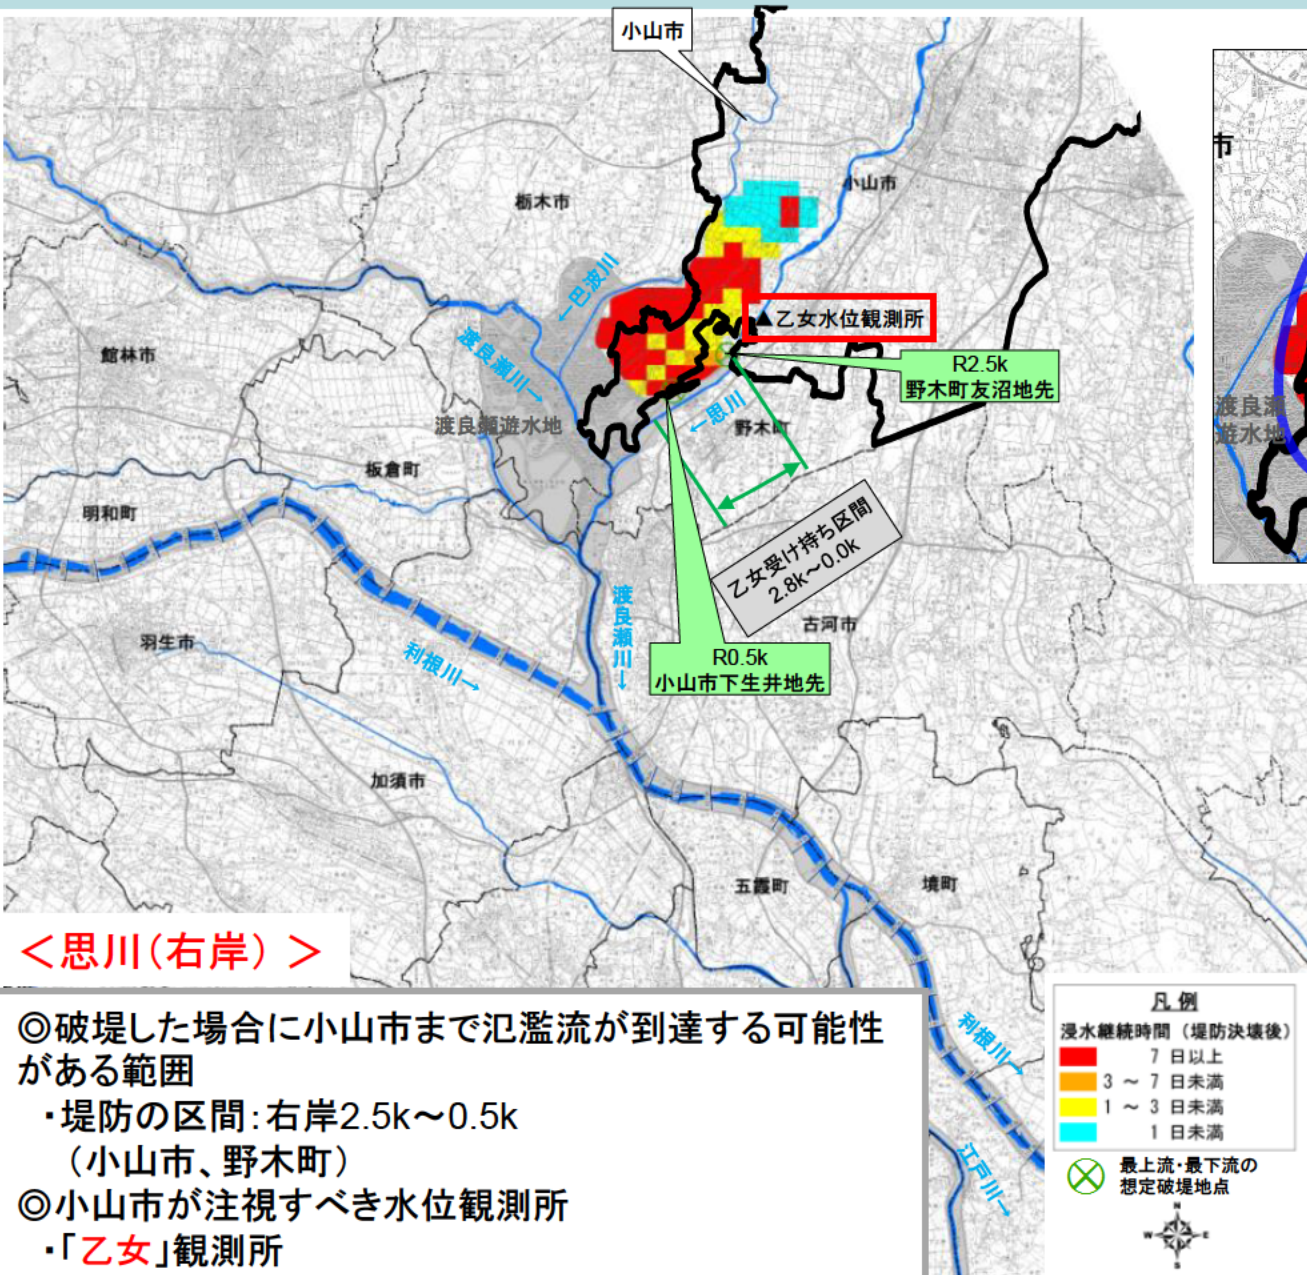 小山市
市
小山市
栃木市
←巴波川
▲乙女水位観測所
渡良瀬川→
館林市
R2.5k
野木町友沼地先
渡良瀬
遊水地
←思川
渡良瀬遊水地
野木町
板倉町
明和町
乙女受け持ち区間
2.8k～0.0k
渡良瀬川→
古河市
羽生市
利根川→
R0.5k
小山市下生井地先
加須市
五霞町
境町
＜思川(右岸)＞
◎破堤した場合に小山市まで氾濫流が到達する可能性
がある範囲
・堤防の区間:右岸2.5k～0.5k
(小山市、野木町)
◎小山市が注視すべき水位観測所
・「乙女」観測所
利根川→
江戸川→
凡例
浸水継続時間(堤防決壊後)
7 日以上
3 ～ 7 日未満
1 ～ 3 日未満
1 日未満
最上流・最下流の
想定破堤地点
N
W E
S